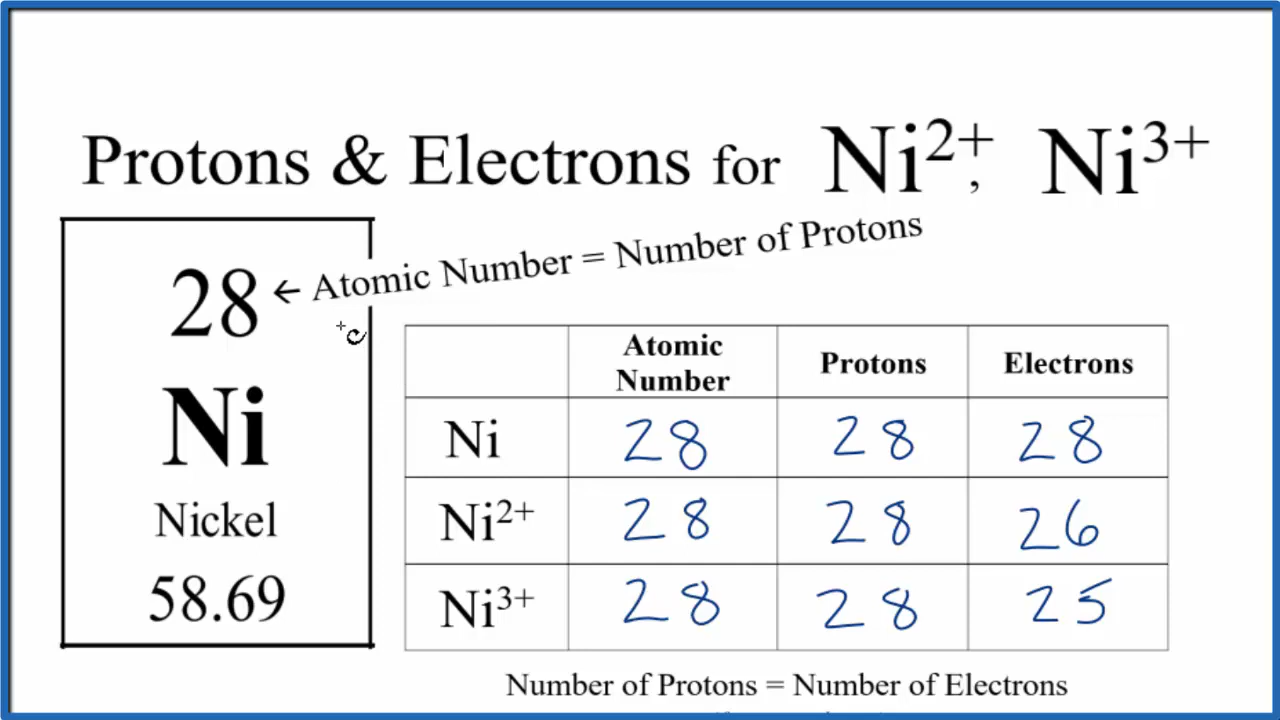 Protons & Electrons for Ni²⁺, Ni³⁺
28 ← Atomic Number = Number of Protons
Ni
Nickel
58.69
Atomic Number Protons Electrons
Ni 28 28 28
Ni²⁺ 28 28 26
Ni³⁺ 28 28 25
Number of Protons = Number of Electrons